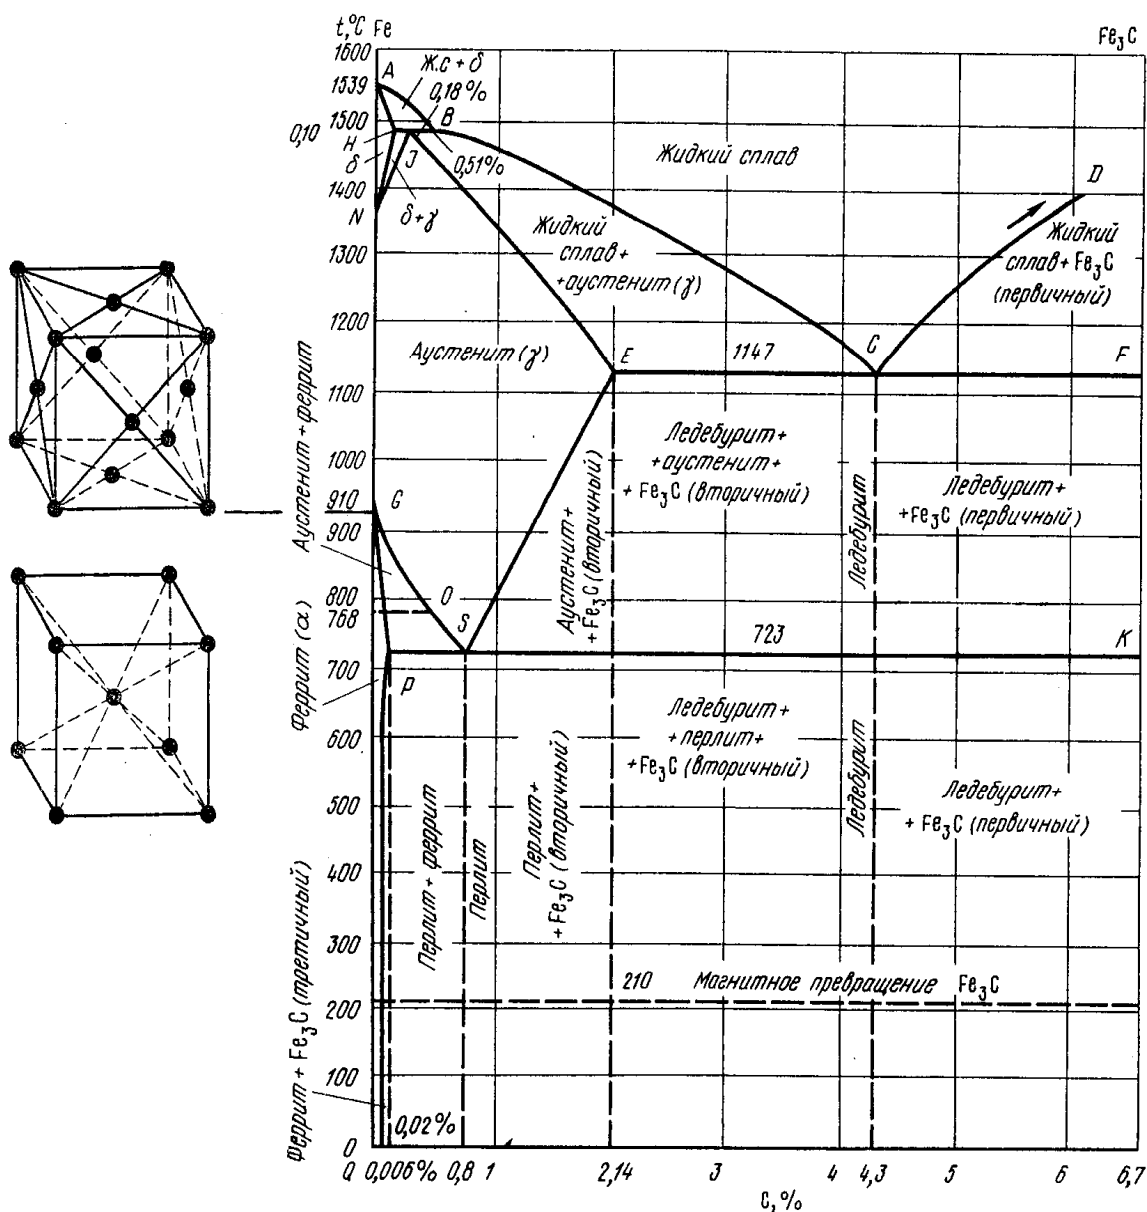 t,°C Fe
Fe₃C
1600
1539
1500
1400
1300
1200
1100
1000
910
900
800
768
700
600
500
400
300
200
100
0
A
Ж.с + δ
0,18%
B
0,10
H
δ
J
0,51%
N
δ+γ
Жидкий сплав
D
Жидкий
сплав+
+аустенит (γ)
Жидкий
сплав+Fe₃C
(первичный)
Аустенит (γ)
E
1147
C
F
Аустенит+феррит
G
Ледебурит+
+аустенит+
+Fe₃C (вторичный)
Аустенит+
+Fe₃C (вторичный)
Ледебурит
Ледебурит+
+Fe₃C (первичный)
O
S
723
K
Феррит (α)
P
Ледебурит+
+перлит+
+Fe₃C (вторичный)
Перлит+феррит
Перлит
Перлит+
+Fe₃C (вторичный)
Ледебурит
Ледебурит+
+ Fe₃C (первичный)
210 Магнитное превращение Fe₃C
Феррит + Fe₃C (третичный)
0,02%
Q 0,006% 0,8 1 2,14 3 4 4,3 5 6 6,7
C,%